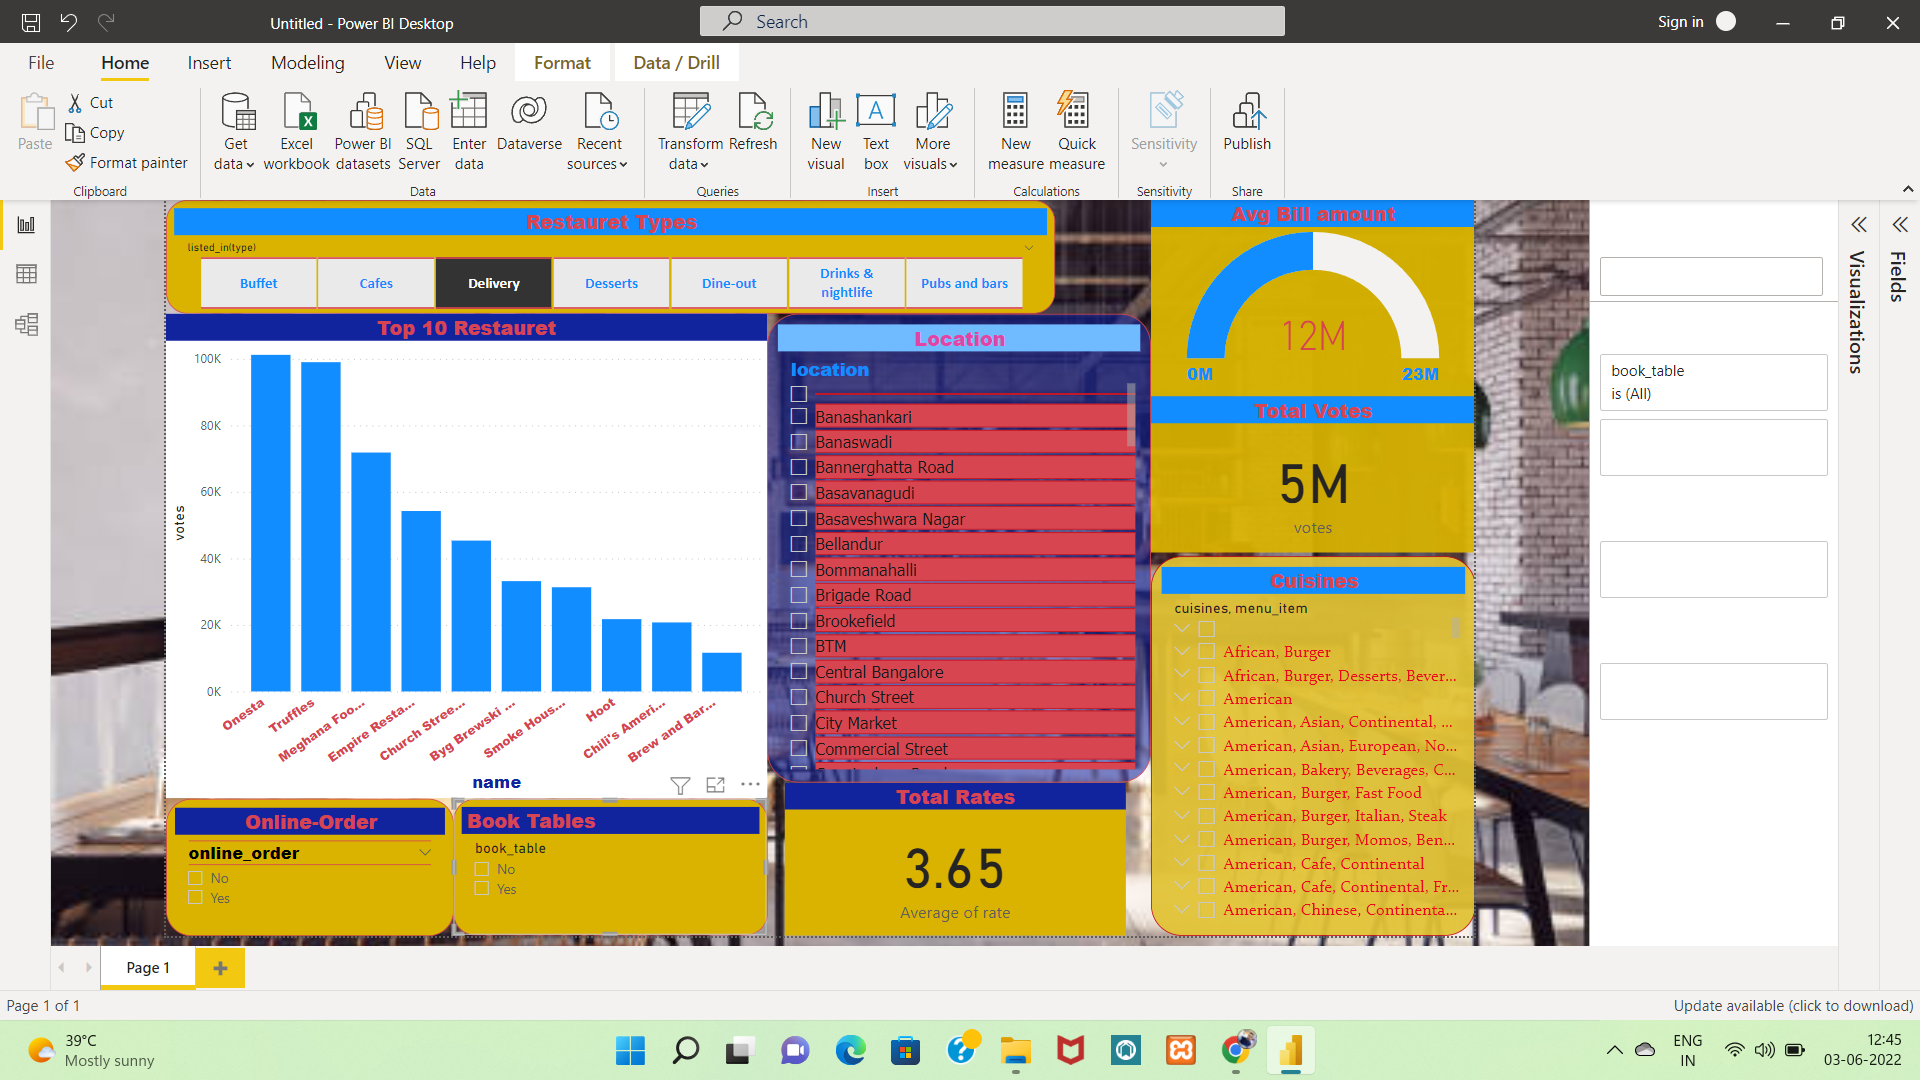 Untitled - Power BI Desktop
Search
Sign in
File
Home
Insert
Modeling
View
Help
Format
Data / Drill
Paste
Cut
Copy
Format painter
Clipboard
Get data
Excel workbook
Power BI datasets
SQL Server
Enter data
Dataverse
Recent sources
Data
Transform data
Refresh
Queries
New visual
Text box
More visuals
Insert
New measure
Quick measure
Calculations
Sensitivity
Sensitivity
Publish
Share
Restauret Types
listed_in(type)
Buffet
Cafes
Delivery
Desserts
Dine-out
Drinks & nightlife
Pubs and bars
Top 10 Restauret
100K
80K
60K
40K
20K
0K
votes
Onesta
Truffles
Meghana Foo...
Empire Resta...
Church Stree...
Byg Brewski ...
Smoke Hous...
Hoot
Chili's Ameri...
Brew and Bar...
name
Location
location
Banashankari
Banaswadi
Bannerghatta Road
Basavanagudi
Basaveshwara Nagar
Bellandur
Bommanahalli
Brigade Road
Brookefield
BTM
Central Bangalore
Church Street
City Market
Commercial Street
Avg Bill amount
12M
0M
23M
Total Votes
5M
votes
Cuisines
cuisines, menu_item
African, Burger
African, Burger, Desserts, Bever...
American
American, Asian, Continental, ...
American, Asian, European, No...
American, Bakery, Beverages, C...
American, Burger, Fast Food
American, Burger, Italian, Steak
American, Burger, Momos, Ben...
American, Cafe, Continental
American, Cafe, Continental, Fr...
American, Chinese, Continenta...
Online-Order
online_order
No
Yes
Book Tables
book_table
No
Yes
Total Rates
3.65
Average of rate
book_table
is (All)
Visualizations
Fields
Page 1
Page 1 of 1
Update available (click to download)
39°C
Mostly sunny
ENG
IN
12:45
03-06-2022